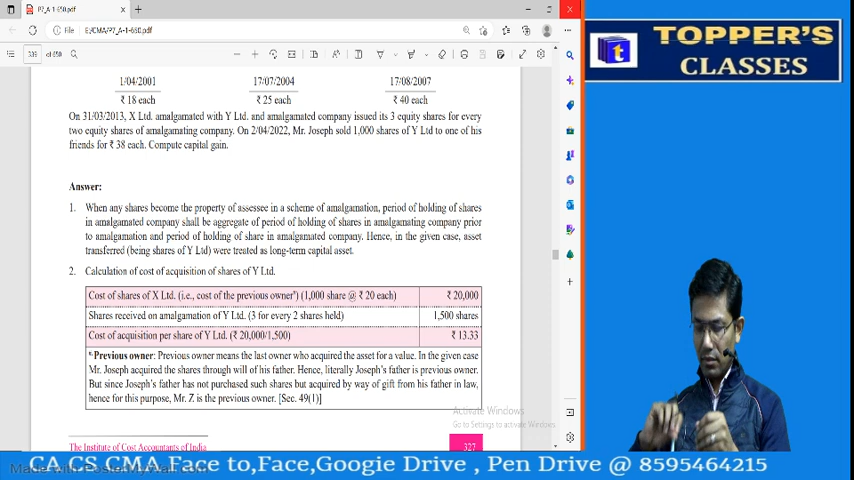 P7_A-1-650.pdf
File
E:/CMA/P7_A-1-650.pdf
339 of 650
TOPPER'S
CLASSES
1/04/2001 17/07/2004 17/08/2007
₹ 18 each ₹ 25 each ₹ 40 each
On 31/03/2013, X Ltd. amalgamated with Y Ltd. and amalgamated company issued its 3 equity shares for every
two equity shares of amalgamating company. On 2/04/2022, Mr. Joseph sold 1,000 shares of Y Ltd to one of his
friends for ₹ 38 each. Compute capital gain.
Answer:
1. When any shares become the property of assessee in a scheme of amalgamation, period of holding of shares
in amalgamated company shall be aggregate of period of holding of shares in amalgamating company prior
to amalgamation and period of holding of share in amalgamated company. Hence, in the given case, asset
transferred (being shares of Y Ltd) were treated as long-term capital asset.
2. Calculation of cost of acquisition of shares of Y Ltd.
Cost of shares of X Ltd. (i.e., cost of the previous owner*) (1,000 share @ ₹ 20 each) ₹ 20,000
Shares received on amalgamation of Y Ltd. (3 for every 2 shares held) 1,500 shares
Cost of acquisition per share of Y Ltd. (₹ 20,000/1,500) ₹ 13.33
Previous owner: Previous owner means the last owner who acquired the asset for a value. In the given case
Mr. Joseph acquired the shares through will of his father. Hence, literally Joseph's father is previous owner.
But since Joseph's father has not purchased such shares but acquired by way of gift from his father in law,
hence for this purpose, Mr. Z is the previous owner. [Sec. 49(1)]
Activate Windows
Go to Settings to activate Windows.
The Institute of Cost Accountants of India 327
Made with PosterMyWall.com
CA,CS,CMA,Face to,Face,Googie Drive , Pen Drive @ 8595464215